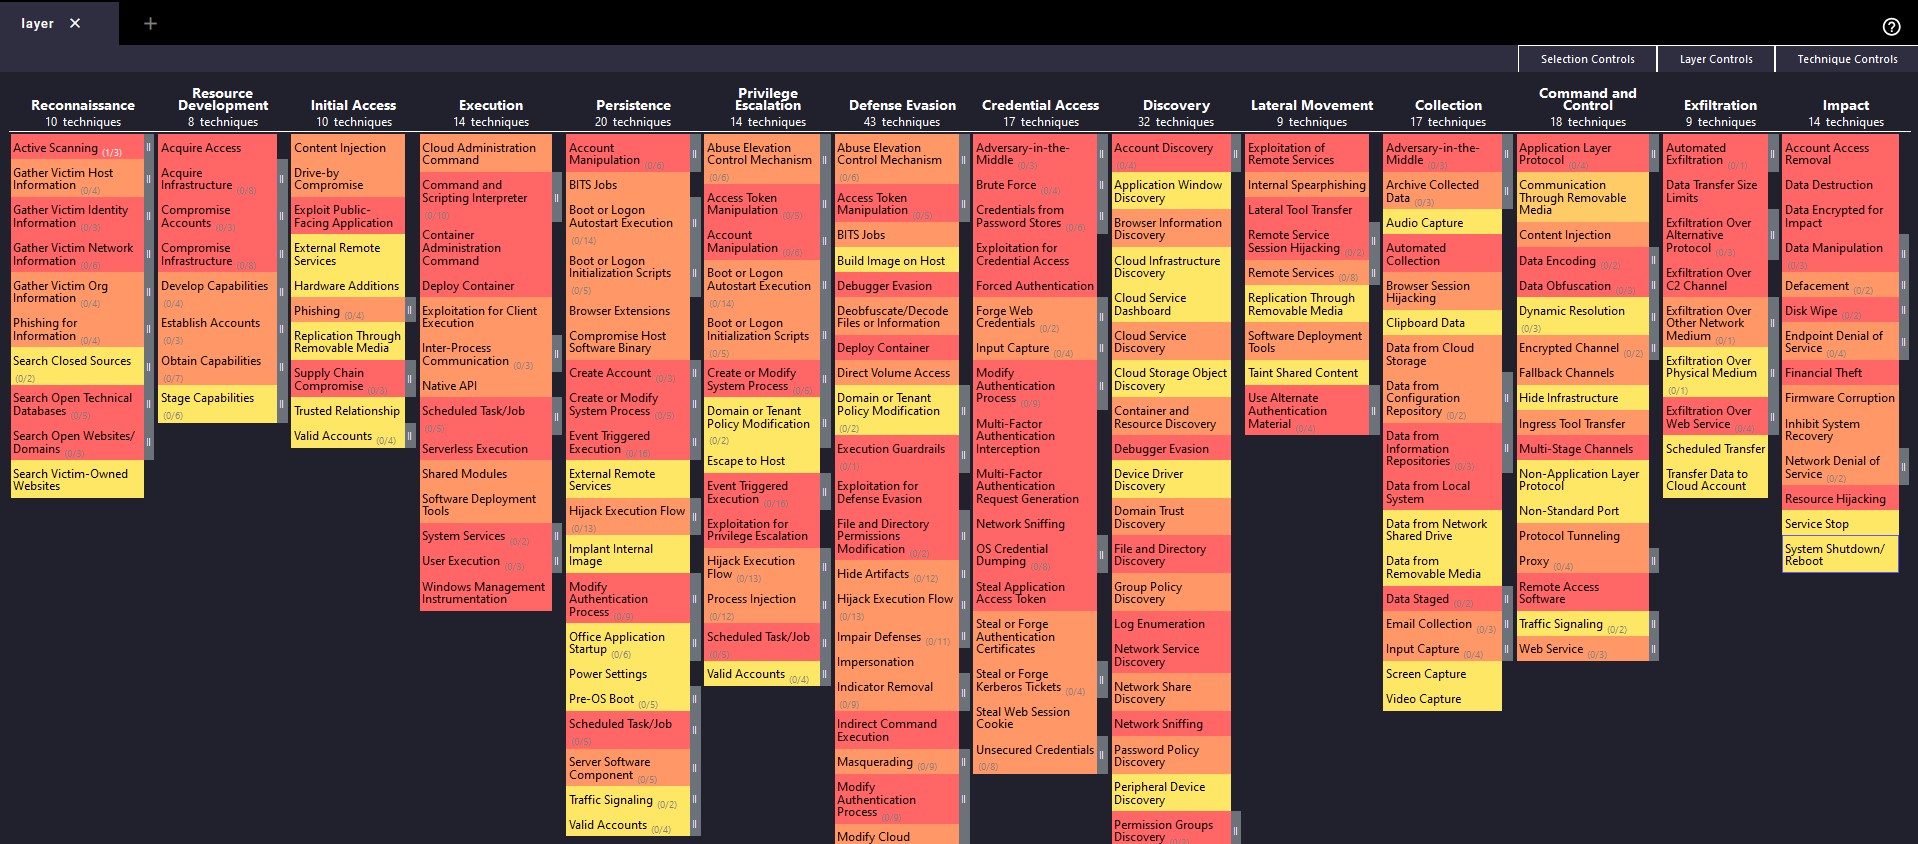 layer ✕ +
Selection Controls Layer Controls Technique Controls
Reconnaissance
10 techniques
Active Scanning (1/3)
Gather Victim Host
Information (0/4)
Gather Victim Identity
Information (0/3)
Gather Victim Network
Information (0/6)
Gather Victim Org
Information (0/4)
Phishing for
Information (0/4)
Search Closed Sources
(0/2)
Search Open Technical
Databases (0/5)
Search Open Websites/
Domains (0/3)
Search Victim-Owned
Websites
Resource
Development
8 techniques
Acquire Access
Acquire
Infrastructure (0/8)
Compromise
Accounts (0/3)
Compromise
Infrastructure (0/8)
Develop Capabilities
(0/4)
Establish Accounts
(0/3)
Obtain Capabilities
(0/7)
Stage Capabilities
(0/6)
Initial Access
10 techniques
Content Injection
Drive-by
Compromise
Exploit Public-
Facing Application
External Remote
Services
Hardware Additions
Phishing (0/4)
Replication Through
Removable Media
Supply Chain
Compromise (0/3)
Trusted Relationship
Valid Accounts (0/4)
Execution
14 techniques
Cloud Administration
Command
Command and
Scripting Interpreter
(0/10)
Container
Administration
Command
Deploy Container
Exploitation for Client
Execution
Inter-Process
Communication (0/3)
Native API
Scheduled Task/Job
(0/5)
Serverless Execution
Shared Modules
Software Deployment
Tools
System Services (0/2)
User Execution (0/3)
Windows Management
Instrumentation
Persistence
20 techniques
Account
Manipulation (0/6)
BITS Jobs
Boot or Logon
Autostart Execution
(0/14)
Boot or Logon
Initialization Scripts
(0/5)
Browser Extensions
Compromise Host
Software Binary
Create Account (0/3)
Create or Modify
System Process (0/5)
Event Triggered
Execution (0/16)
External Remote
Services
Hijack Execution Flow
(0/13)
Implant Internal
Image
Modify
Authentication
Process (0/9)
Office Application
Startup (0/6)
Power Settings
Pre-OS Boot (0/5)
Scheduled Task/Job
(0/5)
Server Software
Component (0/5)
Traffic Signaling (0/2)
Valid Accounts (0/4)
Privilege
Escalation
14 techniques
Abuse Elevation
Control Mechanism
(0/6)
Access Token
Manipulation (0/5)
Account
Manipulation (0/6)
Boot or Logon
Autostart Execution
(0/14)
Boot or Logon
Initialization Scripts
(0/5)
Create or Modify
System Process (0/5)
Domain or Tenant
Policy Modification
(0/2)
Escape to Host
Event Triggered
Execution (0/16)
Exploitation for
Privilege Escalation
Hijack Execution
Flow (0/13)
Process Injection
(0/12)
Scheduled Task/Job
(0/5)
Valid Accounts (0/4)
Defense Evasion
43 techniques
Abuse Elevation
Control Mechanism
(0/6)
Access Token
Manipulation (0/5)
BITS Jobs
Build Image on Host
Debugger Evasion
Deobfuscate/Decode
Files or Information
Deploy Container
Direct Volume Access
Domain or Tenant
Policy Modification
(0/2)
Execution Guardrails
(0/1)
Exploitation for
Defense Evasion
File and Directory
Permissions
Modification (0/2)
Hide Artifacts (0/12)
Hijack Execution Flow
(0/13)
Impair Defenses (0/11)
Impersonation
Indicator Removal
(0/9)
Indirect Command
Execution
Masquerading (0/9)
Modify
Authentication
Process (0/9)
Modify Cloud
Credential Access
17 techniques
Adversary-in-the-
Middle (0/3)
Brute Force (0/4)
Credentials from
Password Stores (0/6)
Exploitation for
Credential Access
Forced Authentication
Forge Web
Credentials (0/2)
Input Capture (0/4)
Modify
Authentication
Process (0/9)
Multi-Factor
Authentication
Interception
Multi-Factor
Authentication
Request Generation
Network Sniffing
OS Credential
Dumping (0/8)
Steal Application
Access Token
Steal or Forge
Authentication
Certificates
Steal or Forge
Kerberos Tickets (0/4)
Steal Web Session
Cookie
Unsecured Credentials
(0/8)
Discovery
32 techniques
Account Discovery
(0/4)
Application Window
Discovery
Browser Information
Discovery
Cloud Infrastructure
Discovery
Cloud Service
Dashboard
Cloud Service
Discovery
Cloud Storage Object
Discovery
Container and
Resource Discovery
Debugger Evasion
Device Driver
Discovery
Domain Trust
Discovery
File and Directory
Discovery
Group Policy
Discovery
Log Enumeration
Network Service
Discovery
Network Share
Discovery
Network Sniffing
Password Policy
Discovery
Peripheral Device
Discovery
Permission Groups
Discovery
Lateral Movement
9 techniques
Exploitation of
Remote Services
Internal Spearphishing
Lateral Tool Transfer
Remote Service
Session Hijacking (0/2)
Remote Services (0/8)
Replication Through
Removable Media
Software Deployment
Tools
Taint Shared Content
Use Alternate
Authentication
Material (0/4)
Collection
17 techniques
Adversary-in-the-
Middle (0/3)
Archive Collected
Data (0/3)
Audio Capture
Automated
Collection
Browser Session
Hijacking
Clipboard Data
Data from Cloud
Storage
Data from
Configuration
Repository (0/2)
Data from
Information
Repositories (0/3)
Data from Local
System
Data from Network
Shared Drive
Data from
Removable Media
Data Staged (0/2)
Email Collection (0/3)
Input Capture (0/4)
Screen Capture
Video Capture
Command and
Control
18 techniques
Application Layer
Protocol (0/4)
Communication
Through Removable
Media
Content Injection
Data Encoding (0/2)
Data Obfuscation (0/3)
Dynamic Resolution
(0/3)
Encrypted Channel (0/2)
Fallback Channels
Hide Infrastructure
Ingress Tool Transfer
Multi-Stage Channels
Non-Application Layer
Protocol
Non-Standard Port
Protocol Tunneling
Proxy (0/4)
Remote Access
Software
Traffic Signaling (0/2)
Web Service (0/3)
Exfiltration
9 techniques
Automated
Exfiltration (0/1)
Data Transfer Size
Limits
Exfiltration Over
Alternative
Protocol (0/3)
Exfiltration Over
C2 Channel
Exfiltration Over
Other Network
Medium (0/1)
Exfiltration Over
Physical Medium
(0/1)
Exfiltration Over
Web Service (0/4)
Scheduled Transfer
Transfer Data to
Cloud Account
Impact
14 techniques
Account Access
Removal
Data Destruction
Data Encrypted for
Impact
Data Manipulation
(0/3)
Defacement (0/2)
Disk Wipe (0/2)
Endpoint Denial of
Service (0/4)
Financial Theft
Firmware Corruption
Inhibit System
Recovery
Network Denial of
Service (0/2)
Resource Hijacking
Service Stop
System Shutdown/
Reboot